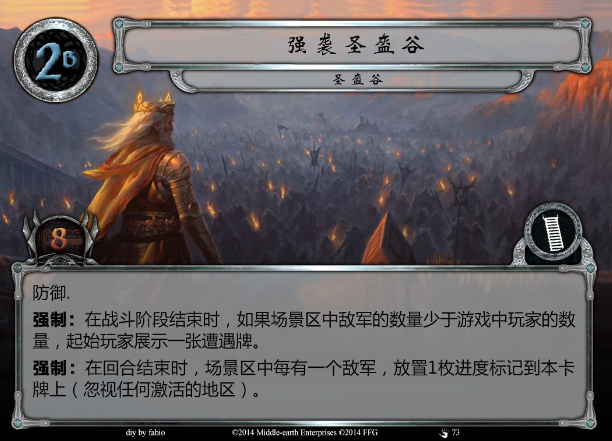 2B
强袭圣盔谷
圣盔谷
8
防御.
强制：在战斗阶段结束时，如果场景区中敌军的数量少于游戏中玩家的数
量，起始玩家展示一张遭遇牌。
强制：在回合结束时，场景区中每有一个敌军，放置1枚进度标记到本卡
牌上（忽视任何激活的地区）。
diy by fabio ©2014 Middle-earth Enterprises ©2014 FFG 73